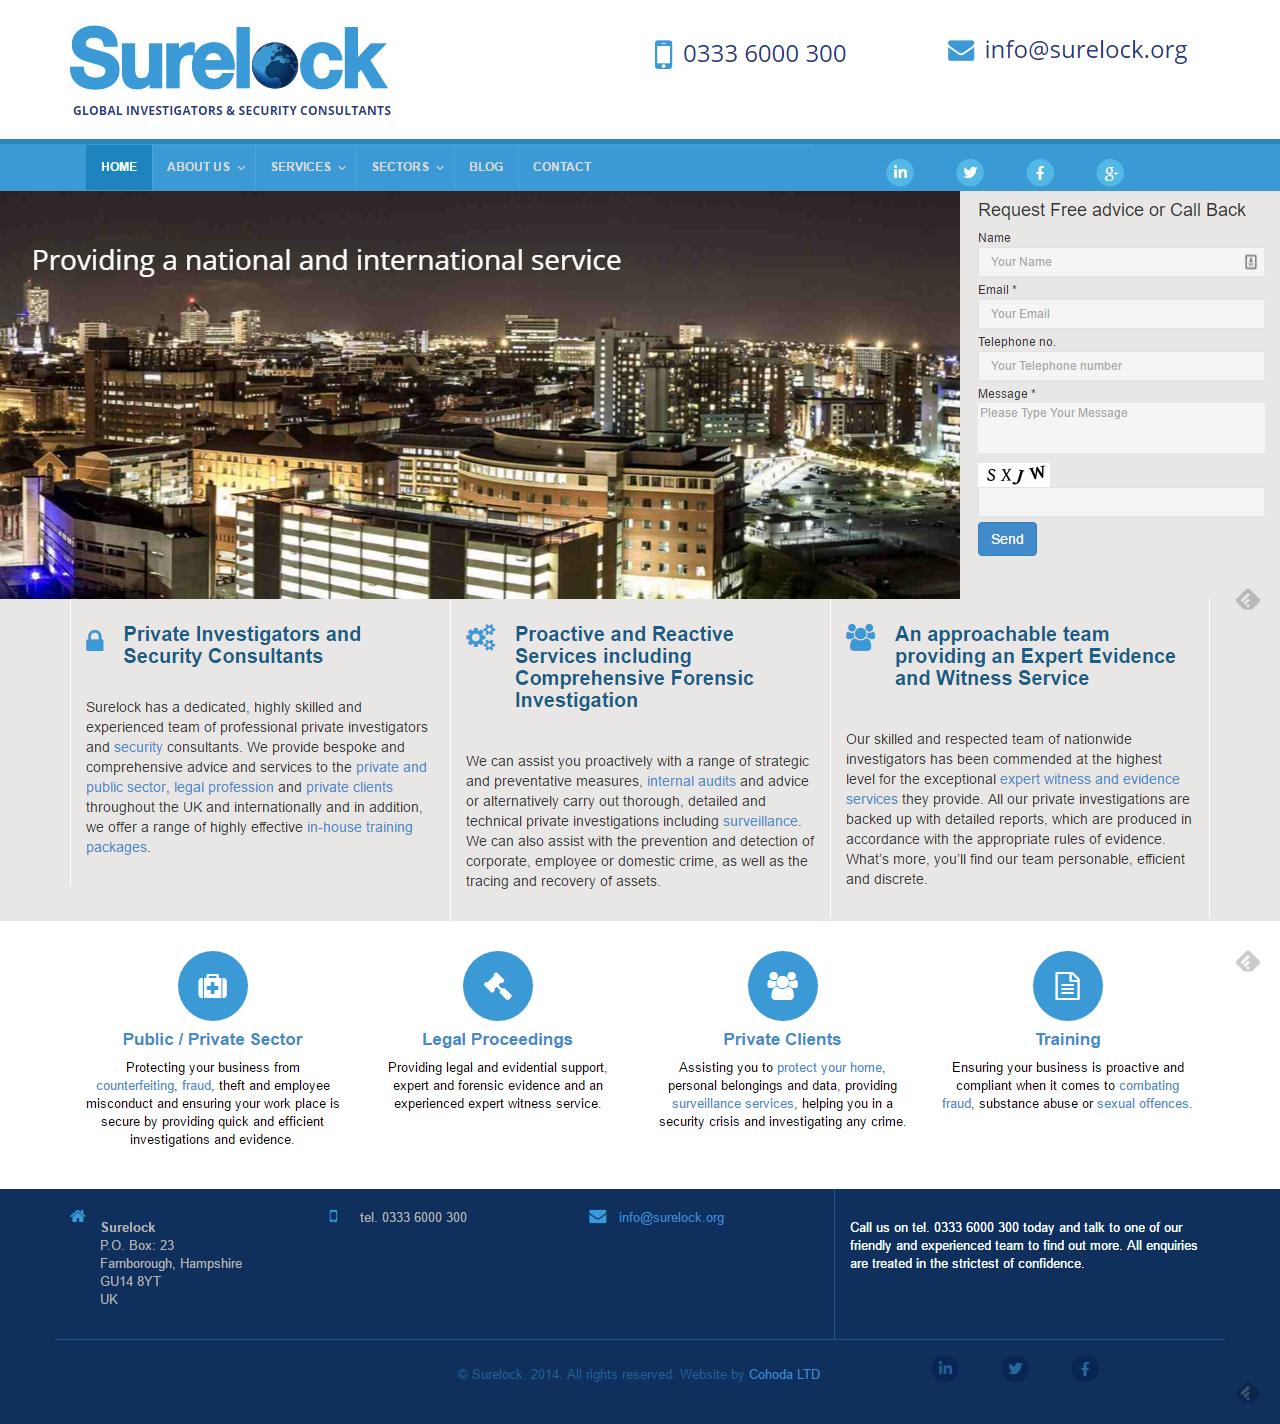 Surelock
GLOBAL INVESTIGATORS & SECURITY CONSULTANTS
0333 6000 300
info@surelock.org
HOME
ABOUT US
SERVICES
SECTORS
BLOG
CONTACT
Providing a national and international service
Request Free advice or Call Back
Name
Your Name
Email *
Your Email
Telephone no.
Your Telephone number
Message *
Please Type Your Message
S X J W
Send
Private Investigators and
Security Consultants
Surelock has a dedicated, highly skilled and
experienced team of professional private investigators
and security consultants. We provide bespoke and
comprehensive advice and services to the private and
public sector, legal profession and private clients
throughout the UK and internationally and in addition,
we offer a range of highly effective in-house training
packages.
Proactive and Reactive
Services including
Comprehensive Forensic
Investigation
We can assist you proactively with a range of strategic
and preventative measures, internal audits and advice
or alternatively carry out thorough, detailed and
technical private investigations including surveillance.
We can also assist with the prevention and detection of
corporate, employee or domestic crime, as well as the
tracing and recovery of assets.
An approachable team
providing an Expert Evidence
and Witness Service
Our skilled and respected team of nationwide
investigators has been commended at the highest
level for the exceptional expert witness and evidence
services they provide. All our private investigations are
backed up with detailed reports, which are produced in
accordance with the appropriate rules of evidence.
What's more, you'll find our team personable, efficient
and discrete.
Public / Private Sector
Protecting your business from
counterfeiting, fraud, theft and employee
misconduct and ensuring your work place is
secure by providing quick and efficient
investigations and evidence.
Legal Proceedings
Providing legal and evidential support,
expert and forensic evidence and an
experienced expert witness service.
Private Clients
Assisting you to protect your home,
personal belongings and data, providing
surveillance services, helping you in a
security crisis and investigating any crime.
Training
Ensuring your business is proactive and
compliant when it comes to combating
fraud, substance abuse or sexual offences.
Surelock
P.O. Box: 23
Farnborough, Hampshire
GU14 8YT
UK
tel. 0333 6000 300
info@surelock.org
Call us on tel. 0333 6000 300 today and talk to one of our
friendly and experienced team to find out more. All enquiries
are treated in the strictest of confidence.
© Surelock, 2014. All rights reserved. Website by Cohoda LTD